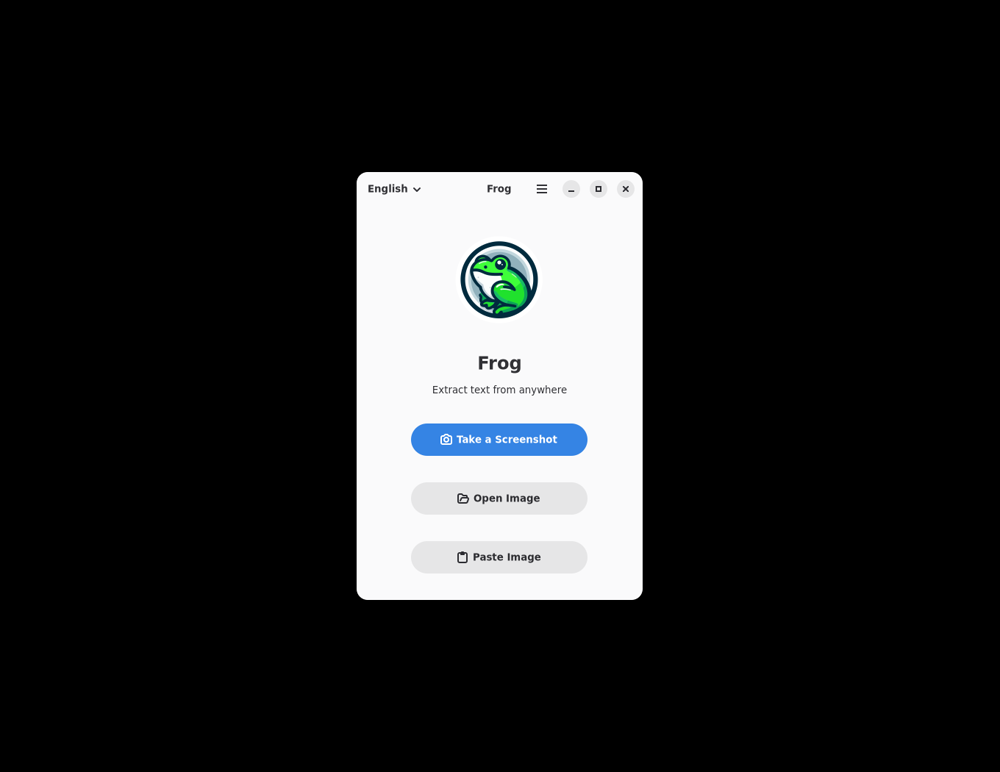 English
Frog
Frog
Extract text from anywhere
Take a Screenshot
Open Image
Paste Image